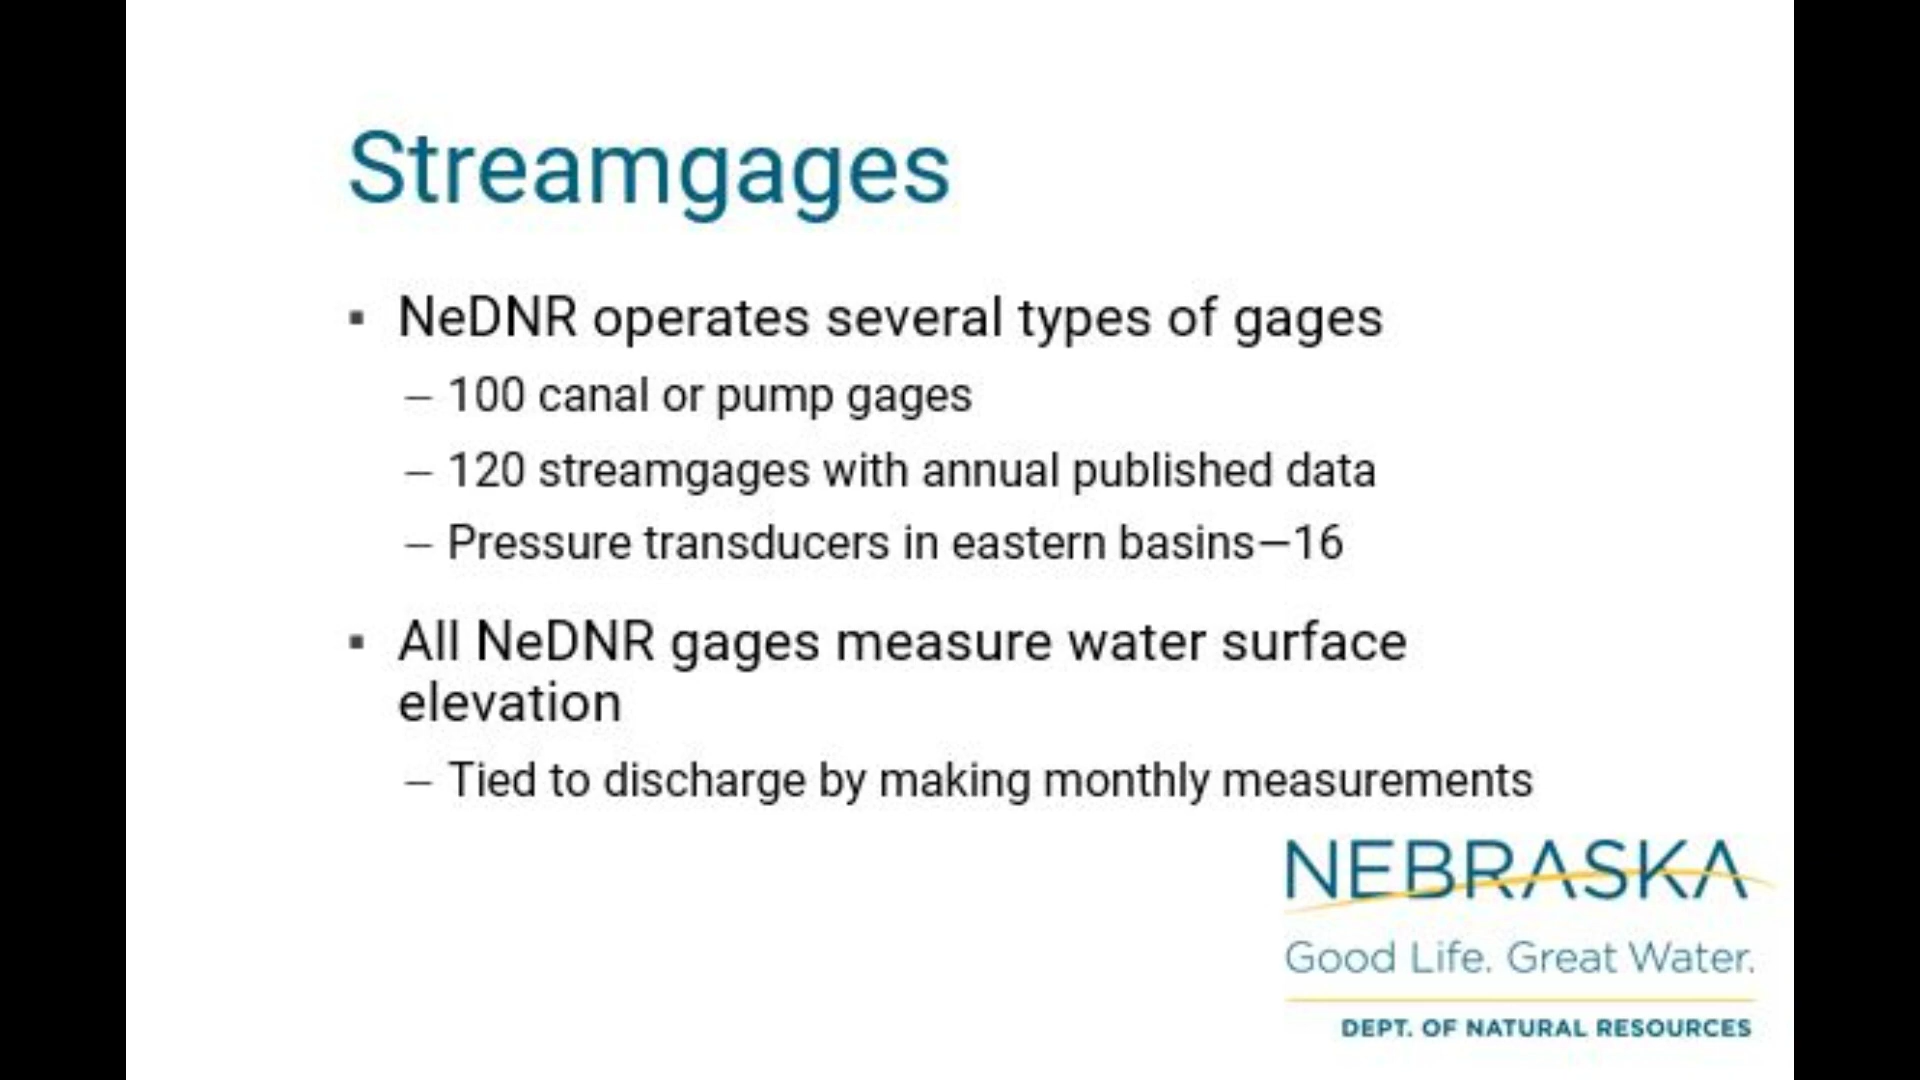 Streamgages
▪ NeDNR operates several types of gages
– 100 canal or pump gages
– 120 streamgages with annual published data
– Pressure transducers in eastern basins—16
▪ All NeDNR gages measure water surface
elevation
– Tied to discharge by making monthly measurements
NEBRASKA
Good Life. Great Water.
DEPT. OF NATURAL RESOURCES